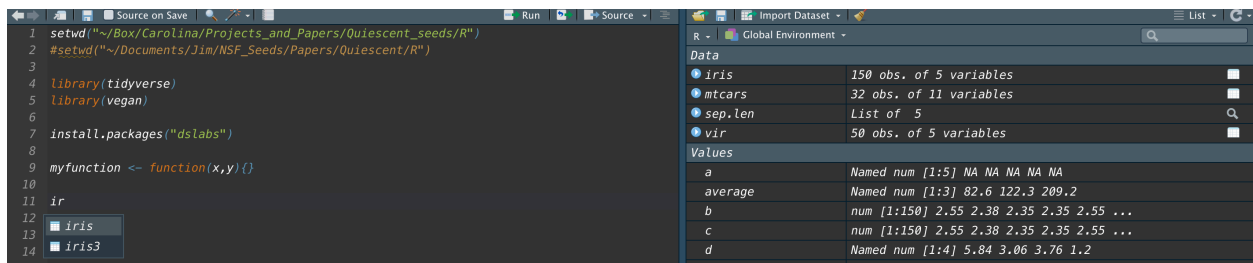 Source on Save
Run
Source
1 setwd("~/Box/Carolina/Projects_and_Papers/Quiescent_seeds/R")
2 #setwd("~/Documents/Jim/NSF_Seeds/Papers/Quiescent/R")
3
4 library(tidyverse)
5 library(vegan)
6
7 install.packages("dslabs")
8
9 myfunction <- function(x,y){}
10
11 ir
12
iris
13
iris3
14
Import Dataset
List
R
Global Environment
Data
iris 150 obs. of 5 variables
mtcars 32 obs. of 11 variables
sep.len List of 5
vir 50 obs. of 5 variables
Values
a Named num [1:5] NA NA NA NA NA
average Named num [1:3] 82.6 122.3 209.2
b num [1:150] 2.55 2.38 2.35 2.35 2.55 ...
c num [1:150] 2.55 2.38 2.35 2.35 2.55 ...
d Named num [1:4] 5.84 3.06 3.76 1.2